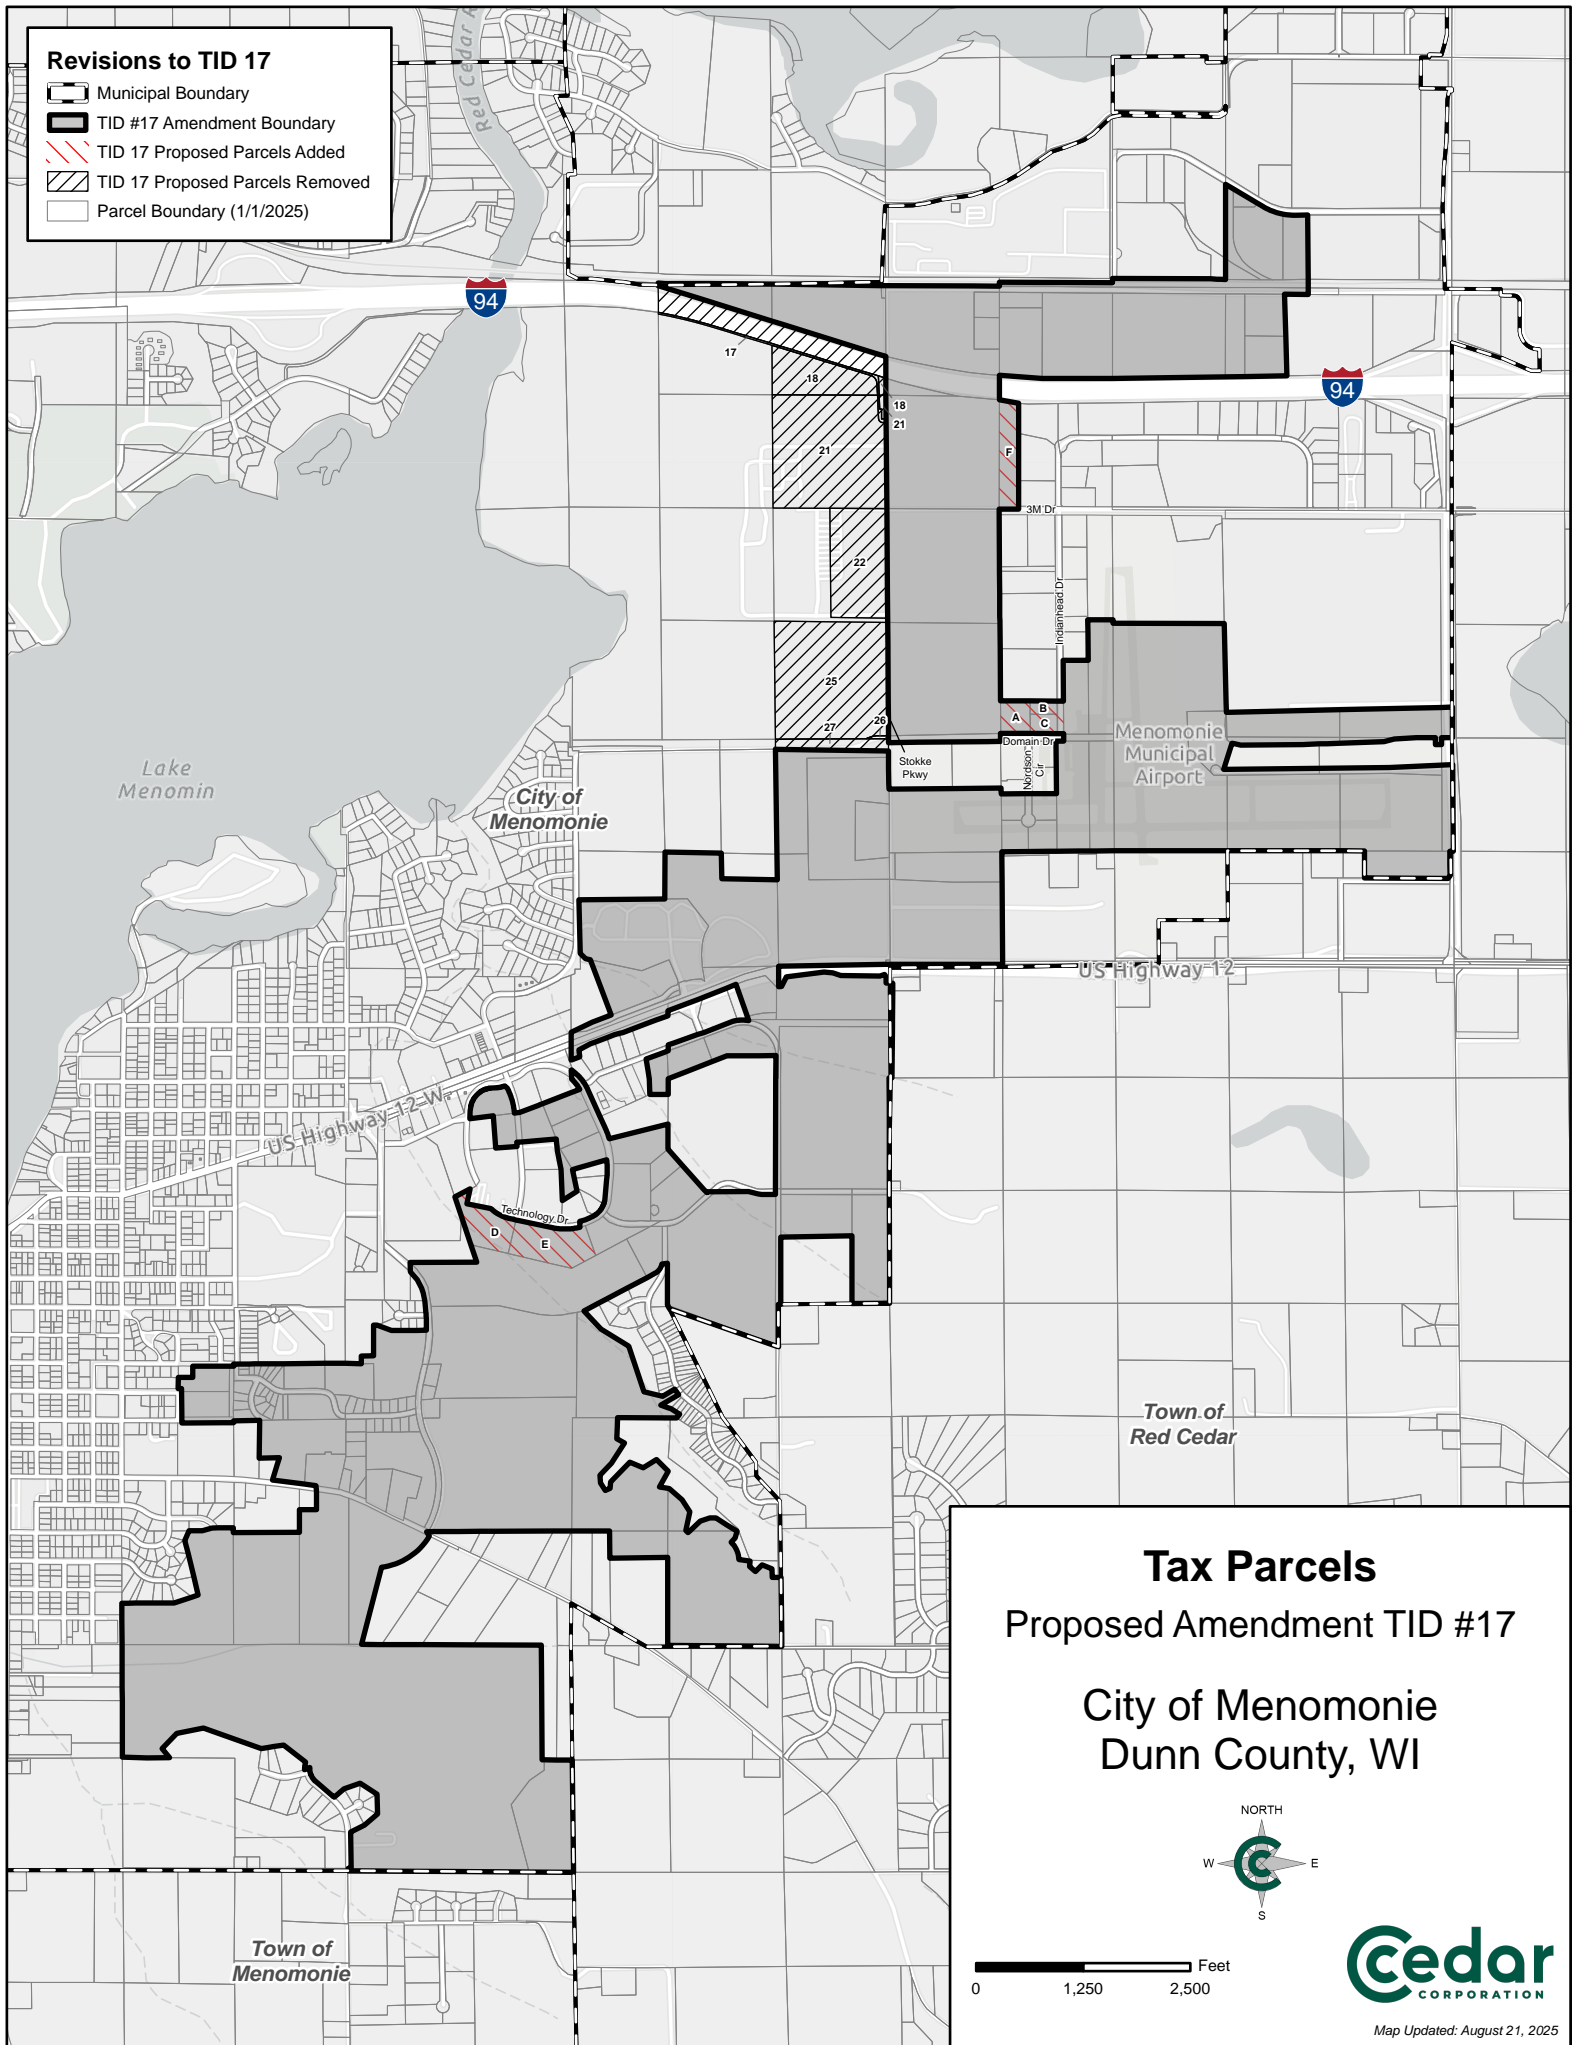 Revisions to TID 17
Municipal Boundary
TID #17 Amendment Boundary
TID 17 Proposed Parcels Added
TID 17 Proposed Parcels Removed
Parcel Boundary (1/1/2025)
Red Cedar R
94
94
17
18
18
21
21
F
3M Dr
22
Indianhead Dr
25
26
27
A
B
C
Domain Dr
Stokke
Pkwy
Nordson
Cir
Menomonie
Municipal
Airport
Lake
Menomin
City of
Menomonie
US Highway 12
US Highway 12 W
Technology Dr
D
E
Town of
Red Cedar
Town of
Menomonie
Tax Parcels
Proposed Amendment TID #17
City of Menomonie
Dunn County, WI
NORTH
W
E
S
Feet
0
1,250
2,500
Cedar
CORPORATION
Map Updated: August 21, 2025